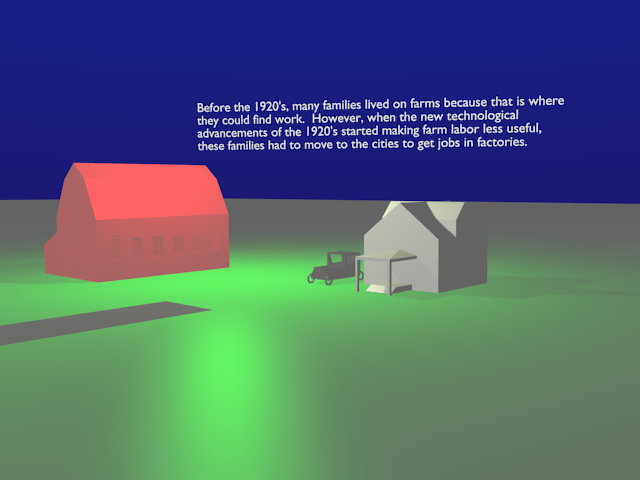 Before the 1920's, many families lived on farms because that is where
they could find work.  However, when the new technological
advancements of the 1920's started making farm labor less useful,
these families had to move to the cities to get jobs in factories.